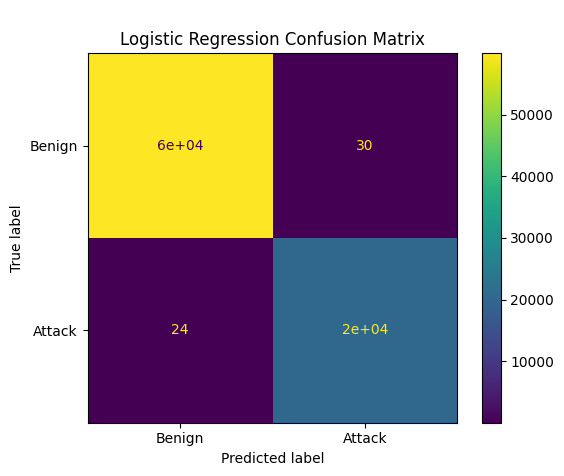 Logistic Regression Confusion Matrix
True label
Benign
6e+04
30
Attack
24
2e+04
Benign
Attack
Predicted label
50000
40000
30000
20000
10000